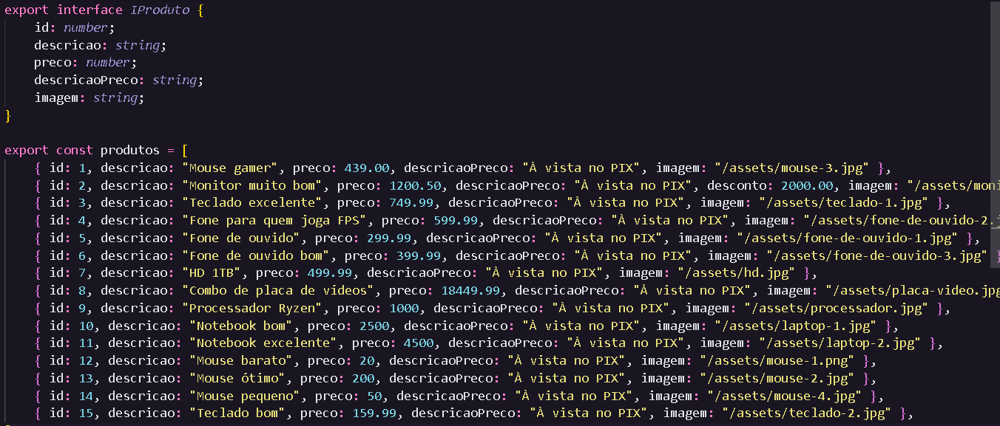 export interface IProduto {
id: number;
descricao: string;
preco: number;
descricaoPreco: string;
imagem: string;
}
export const produtos = [
{ id: 1, descricao: "Mouse gamer", preco: 439.00, descricaoPreco: "À vista no PIX", imagem: "/assets/mouse-3.jpg" },
{ id: 2, descricao: "Monitor muito bom", preco: 1200.50, descricaoPreco: "À vista no PIX", desconto: 2000.00, imagem: "/assets/moni
{ id: 3, descricao: "Teclado excelente", preco: 749.99, descricaoPreco: "À vista no PIX", imagem: "/assets/teclado-1.jpg" },
{ id: 4, descricao: "Fone para quem joga FPS", preco: 599.99, descricaoPreco: "À vista no PIX", imagem: "/assets/fone-de-ouvido-2.j
{ id: 5, descricao: "Fone de ouvido", preco: 299.99, descricaoPreco: "À vista no PIX", imagem: "/assets/fone-de-ouvido-1.jpg" },
{ id: 6, descricao: "Fone de ouvido bom", preco: 399.99, descricaoPreco: "À vista no PIX", imagem: "/assets/fone-de-ouvido-3.jpg" }
{ id: 7, descricao: "HD 1TB", preco: 499.99, descricaoPreco: "À vista no PIX", imagem: "/assets/hd.jpg" },
{ id: 8, descricao: "Combo de placa de vídeos", preco: 18449.99, descricaoPreco: "À vista no PIX", imagem: "/assets/placa-video.jpg
{ id: 9, descricao: "Processador Ryzen", preco: 1000, descricaoPreco: "À vista no PIX", imagem: "/assets/processador.jpg" },
{ id: 10, descricao: "Notebook bom", preco: 2500, descricaoPreco: "À vista no PIX", imagem: "/assets/laptop-1.jpg" },
{ id: 11, descricao: "Notebook excelente", preco: 4500, descricaoPreco: "À vista no PIX", imagem: "/assets/laptop-2.jpg" },
{ id: 12, descricao: "Mouse barato", preco: 20, descricaoPreco: "À vista no PIX", imagem: "/assets/mouse-1.png" },
{ id: 13, descricao: "Mouse ótimo", preco: 200, descricaoPreco: "À vista no PIX", imagem: "/assets/mouse-2.jpg" },
{ id: 14, descricao: "Mouse pequeno", preco: 50, descricaoPreco: "À vista no PIX", imagem: "/assets/mouse-4.jpg" },
{ id: 15, descricao: "Teclado bom", preco: 159.99, descricaoPreco: "À vista no PIX", imagem: "/assets/teclado-2.jpg" },